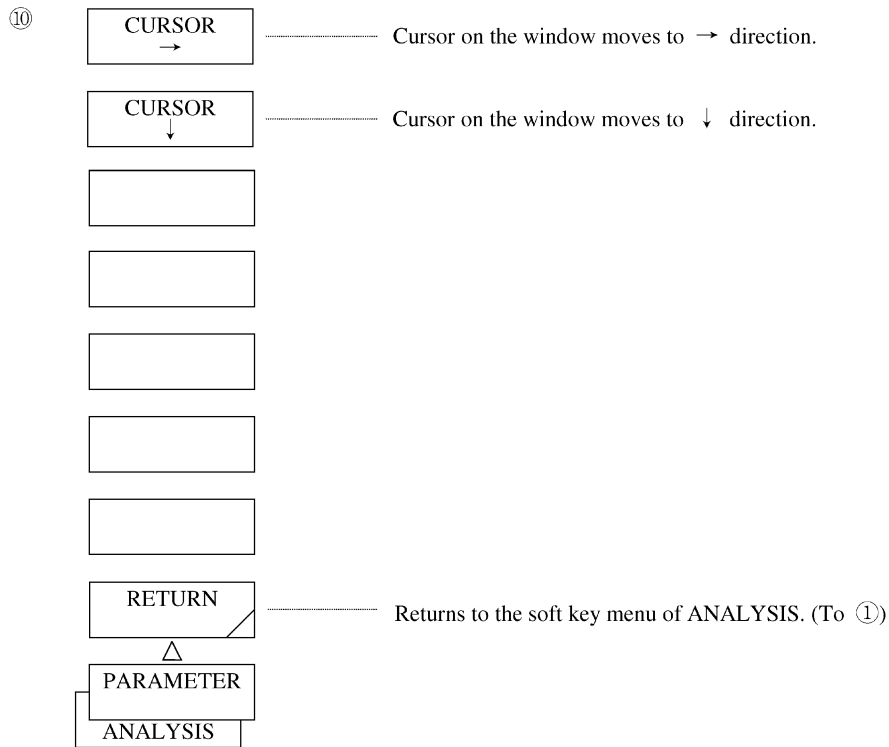 ⑩
CURSOR
→ Cursor on the window moves to → direction.
CURSOR
↓ Cursor on the window moves to ↓ direction.
RETURN
Returns to the soft key menu of ANALYSIS. (To ①)
PARAMETER
ANALYSIS